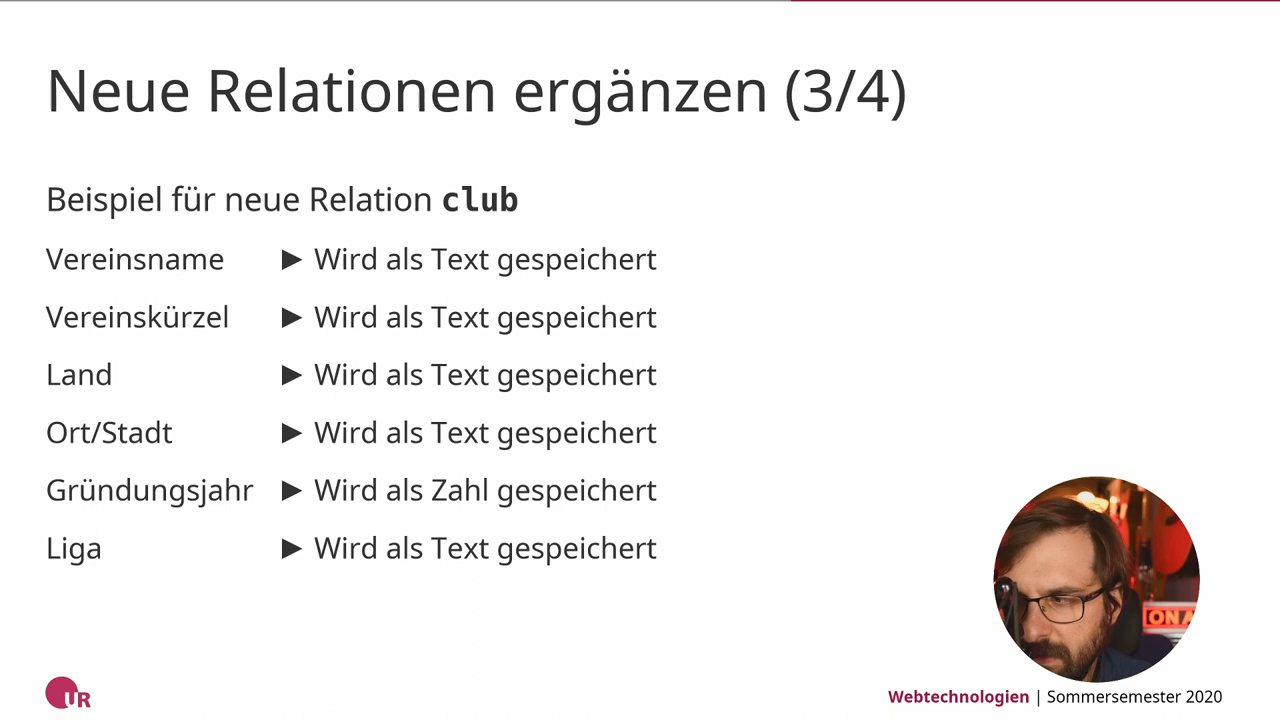 Neue Relationen ergänzen (3/4)
Beispiel für neue Relation club
Vereinsname ► Wird als Text gespeichert
Vereinskürzel ► Wird als Text gespeichert
Land ► Wird als Text gespeichert
Ort/Stadt ► Wird als Text gespeichert
Gründungsjahr ► Wird als Zahl gespeichert
Liga ► Wird als Text gespeichert
ON A
UR
Webtechnologien | Sommersemester 2020